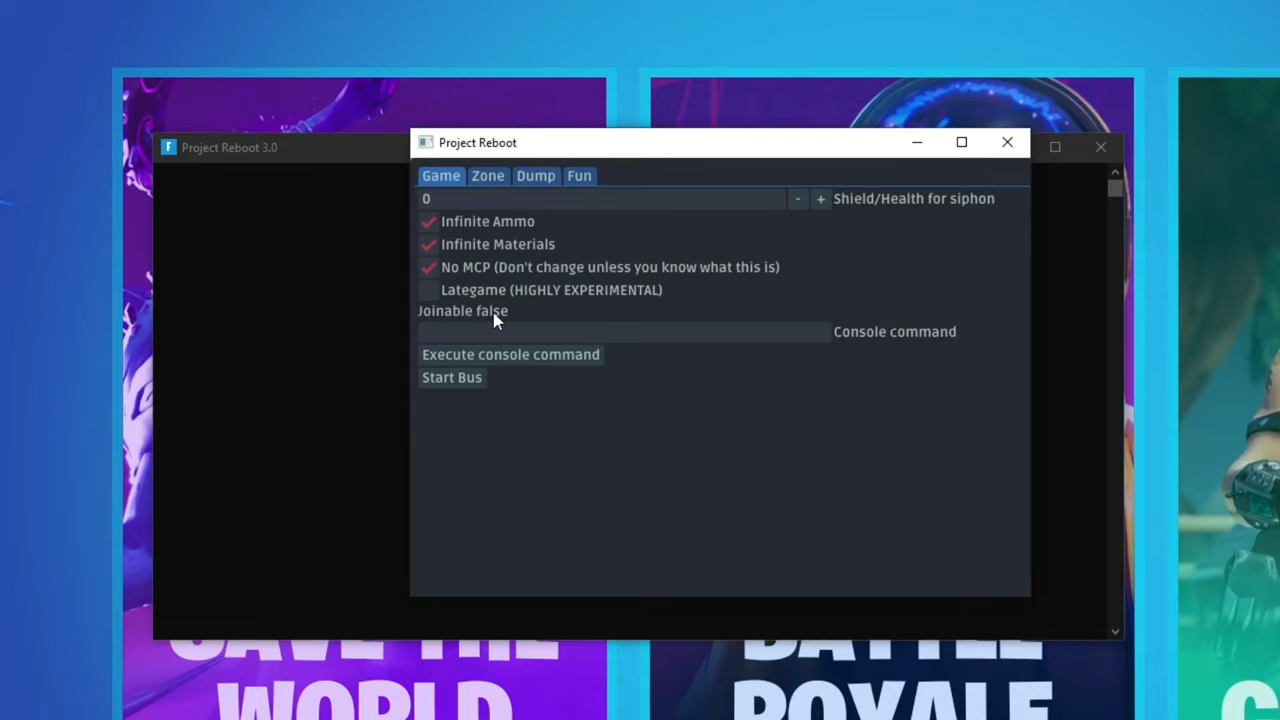 F Project Reboot 3.0
Project Reboot
Game Zone Dump Fun
0 - + Shield/Health for siphon
Infinite Ammo
Infinite Materials
No MCP (Don't change unless you know what this is)
Lategame (HIGHLY EXPERIMENTAL)
Joinable false
Console command
Execute console command
Start Bus
SAVE THE
WORLD
BATTLE
ROYALE
C